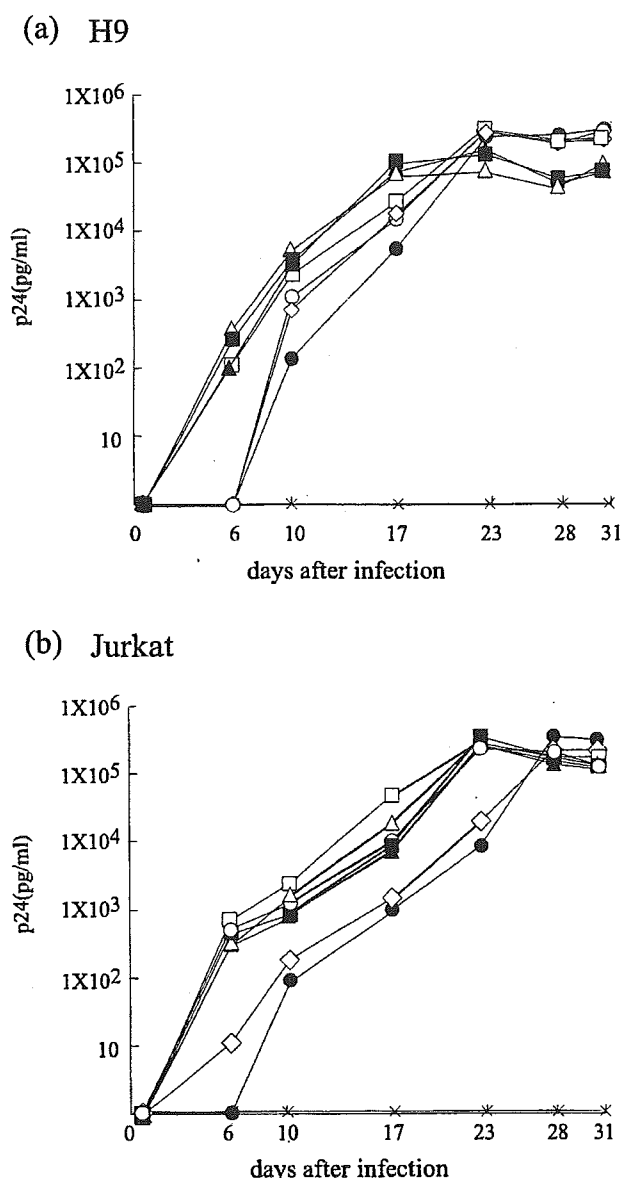 (a) H9
1X10⁶
1X10⁵
1X10⁴
1X10³
1X10²
10
p24(pg/ml)
0 6 10 17 23 28 31
days after infection
(b) Jurkat
1X10⁶
1X10⁵
1X10⁴
1X10³
1X10²
10
p24(pg/ml)
0 6 10 17 23 28 31
days after infection